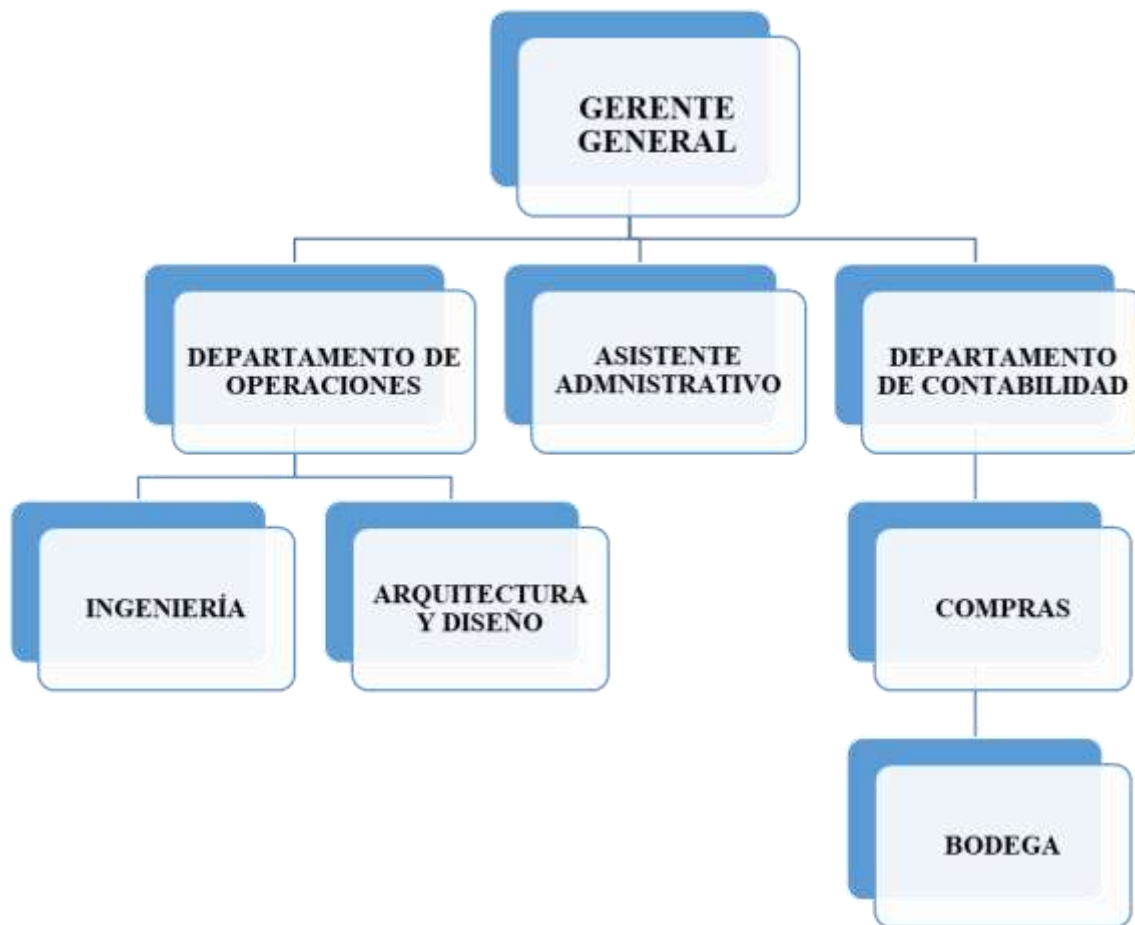 GERENTE
GENERAL
DEPARTAMENTO DE
OPERACIONES
ASISTENTE
ADMNISTRATIVO
DEPARTAMENTO
DE CONTABILIDAD
INGENIERÍA
ARQUITECTURA
Y DISEÑO
COMPRAS
BODEGA